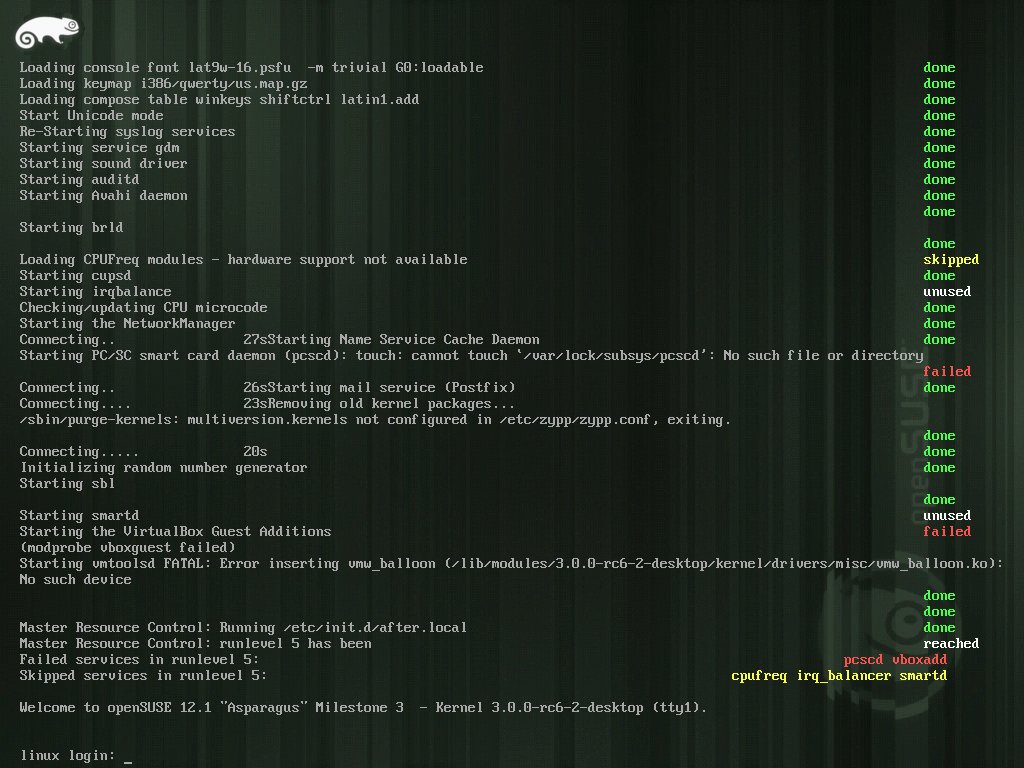 Loading console font lat9w-16.psfu  -m trivial G0:loadable done
Loading keymap i386/qwerty/us.map.gz done
Loading compose table winkeys shiftctrl latin1.add done
Start Unicode mode done
Re-Starting syslog services done
Starting service gdm done
Starting sound driver done
Starting auditd done
Starting Avahi daemon done
done
Starting brld
done
Loading CPUFreq modules - hardware support not available skipped
Starting cupsd done
Starting irqbalance unused
Checking/updating CPU microcode done
Starting the NetworkManager done
Connecting.. 27sStarting Name Service Cache Daemon done
Starting PC/SC smart card daemon (pcscd): touch: cannot touch `/var/lock/subsys/pcscd': No such file or directory
failed
Connecting.. 26sStarting mail service (Postfix) done
Connecting.... 23sRemoving old kernel packages...
/sbin/purge-kernels: multiversion.kernels not configured in /etc/zypp/zypp.conf, exiting.
done
Connecting..... 20s done
Initializing random number generator done
Starting sbl
done
Starting smartd unused
Starting the VirtualBox Guest Additions failed
(modprobe vboxguest failed)
Starting vmtoolsd FATAL: Error inserting vmw_balloon (/lib/modules/3.0.0-rc6-2-desktop/kernel/drivers/misc/vmw_balloon.ko):
No such device
done
done
Master Resource Control: Running /etc/init.d/after.local done
Master Resource Control: runlevel 5 has been reached
Failed services in runlevel 5: pcscd vboxadd
Skipped services in runlevel 5: cpufreq irq_balancer smartd
Welcome to openSUSE 12.1 "Asparagus" Milestone 3  - Kernel 3.0.0-rc6-2-desktop (tty1).
linux login: _
openSUSE